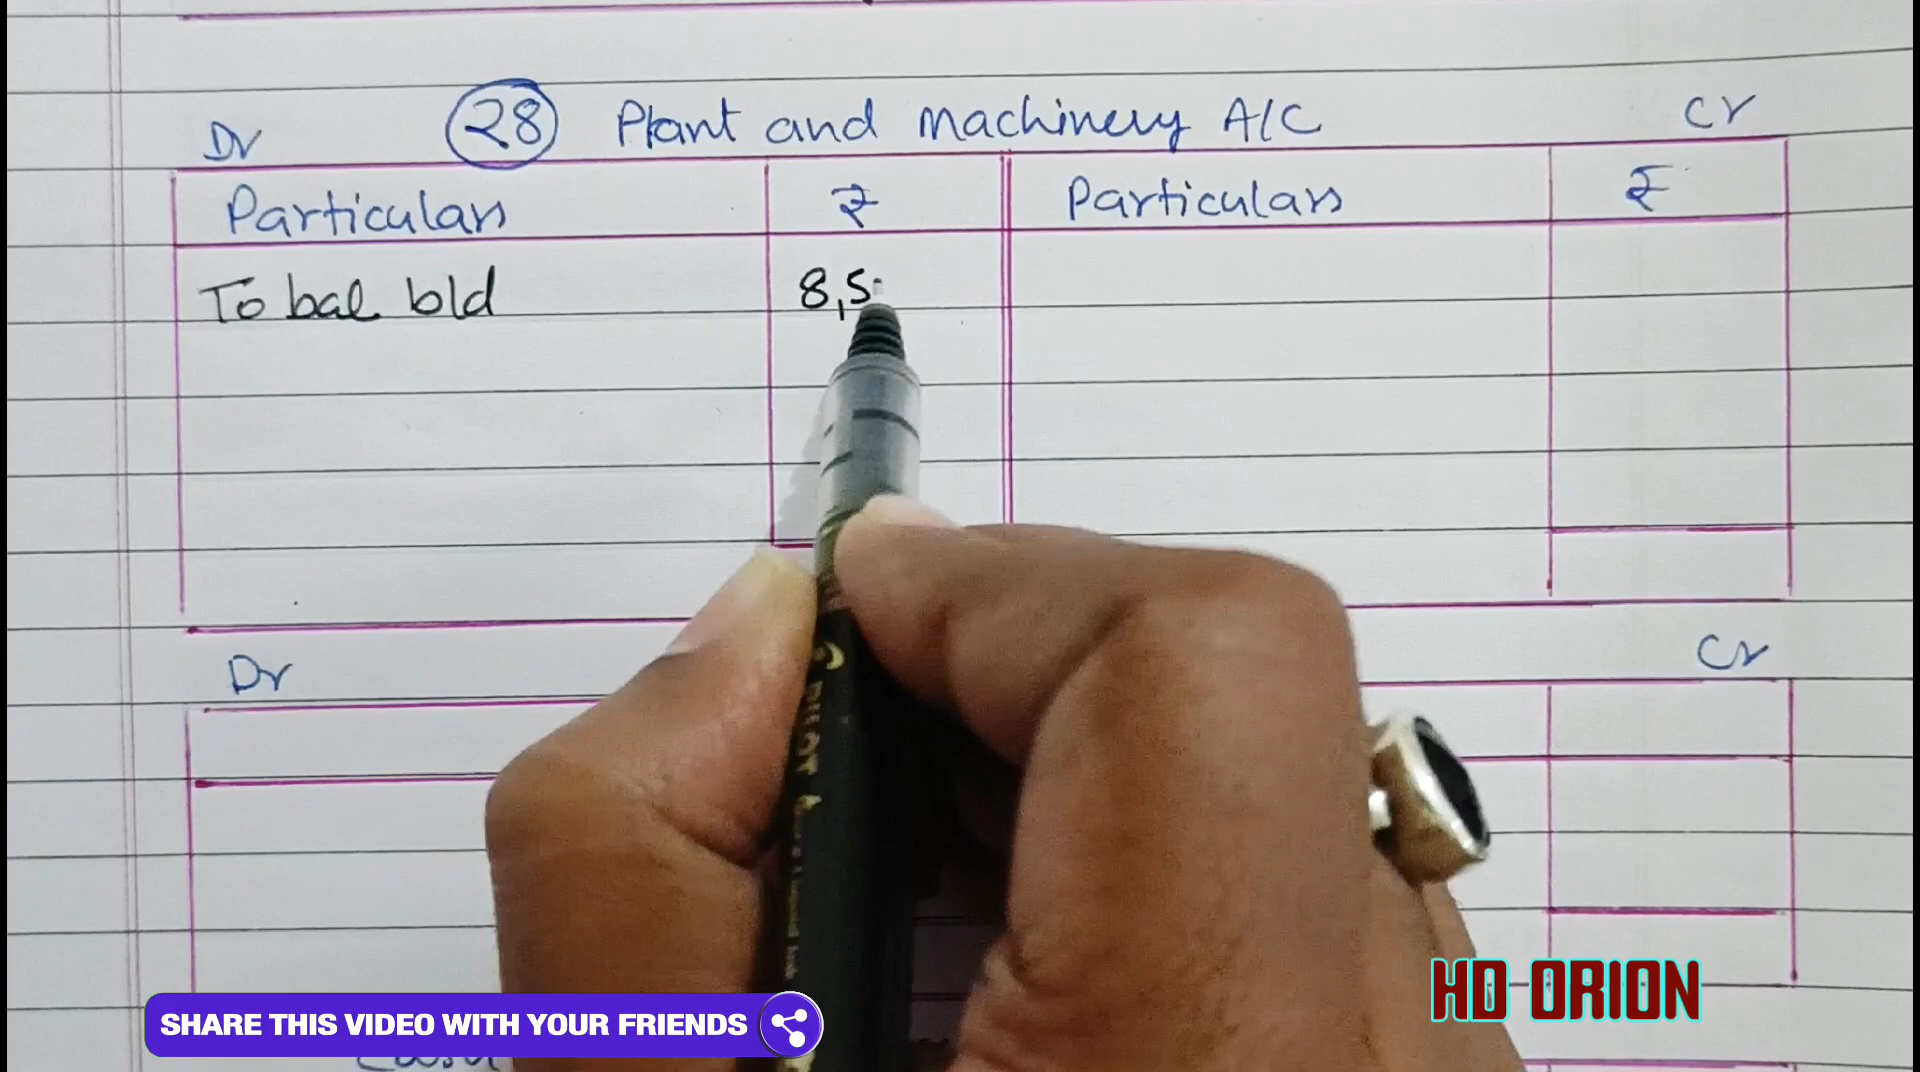 Dr (28) Plant and Machinery A/C Cr
Particulars ₹ Particulars ₹
To bal b/d 8,5
Dr Cr
HD ORION
SHARE THIS VIDEO WITH YOUR FRIENDS